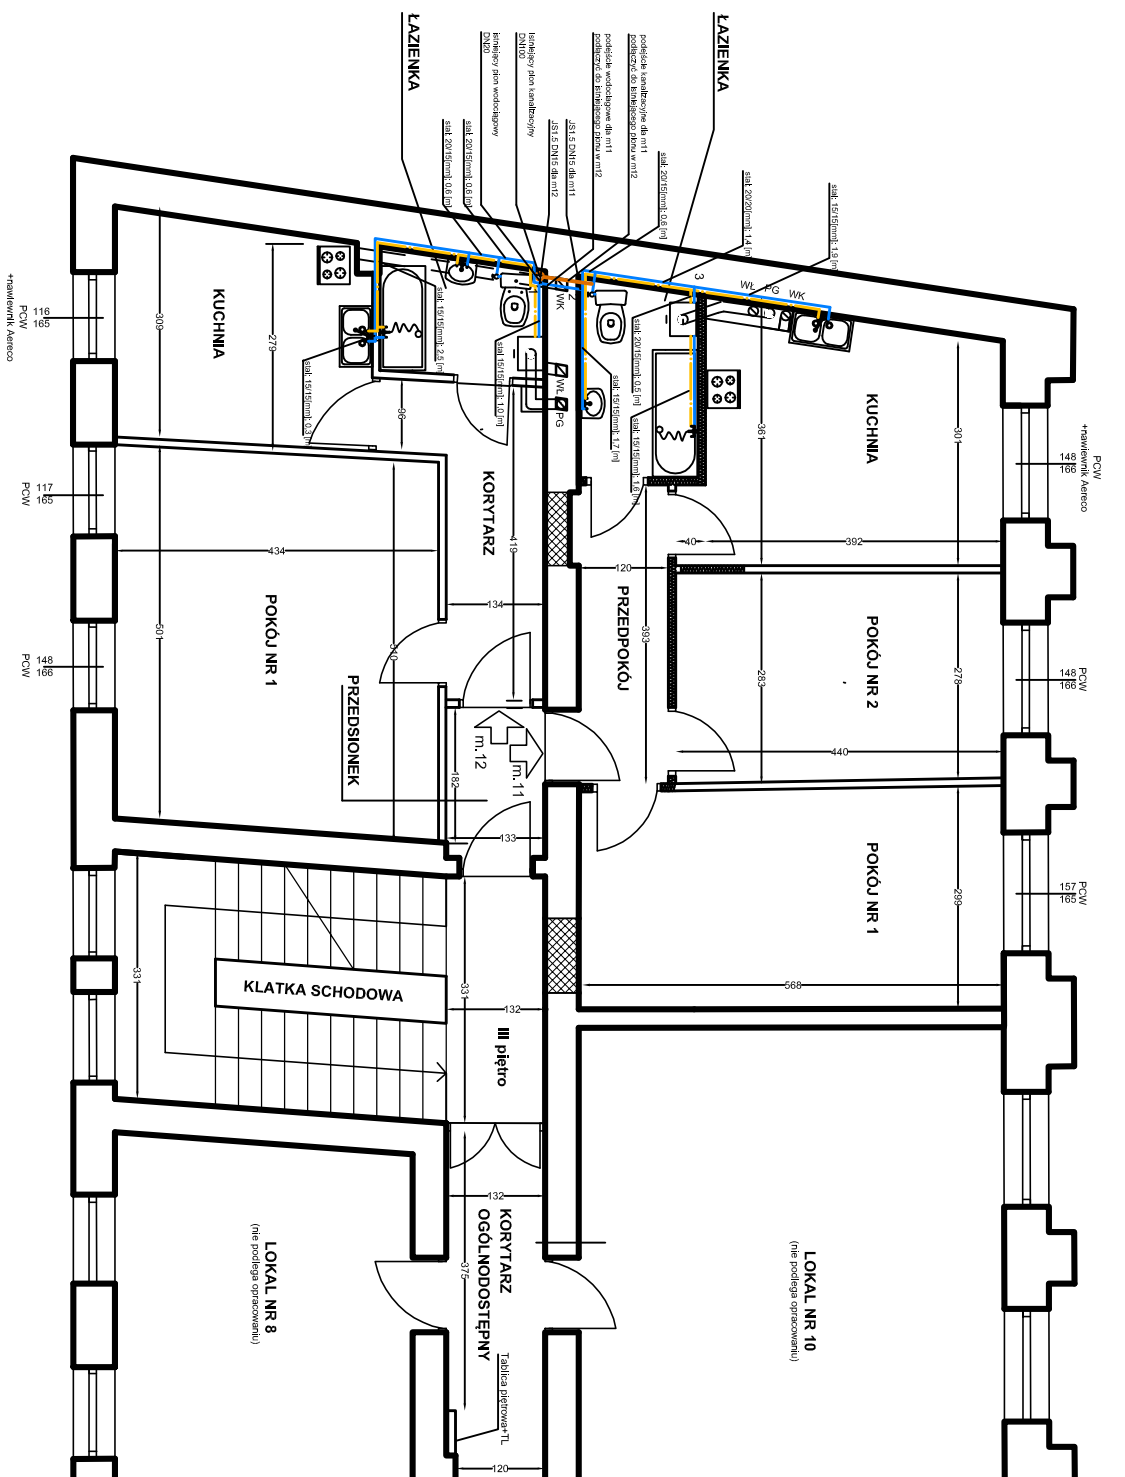 ŁAZIENKA
istniejący pion wodociągowy
DN20
istniejący pion kanalizacyjny
DN100
podejście wodociągowe dla m11
podłączyć do istniejącego pionu w m12
podejście kanalizacyjne dla m11
podłączyć do istniejącego pionu w m12
ŁAZIENKA
stal: 20/15[mm]; 0,6 [m]
stal: 20/15[mm]; 0,6 [m]
JS1.5 DN15 dla m12
JS1.5 DN15 dla m11
stal: 20/15[mm]; 0,6 [m]
stal: 20/20[mm]; 1,4 [m]
stal: 15/15[mm]; 1,9 [m]
3
WŁ PG WK
2
WK
WŁ
PG
stal: 15/15[mm]; 2,5 [m]
stal: 15/15[mm]; 0,3 [m]
stal 15/15[mm]; 1,0 [m]
stal: 20/15[mm]; 0,5 [m]
stal: 15/15[mm]; 1,7 [m]
stal: 15/15[mm]; 1,6 [m]
KUCHNIA
309
279
96
KUCHNIA
361
301
116
165
PCW
+nawiewnik Aereco
PCW
+nawiewnik Aereco
148
166
117
165
PCW
KORYTARZ
419
434
134
120
40
392
POKÓJ NR 1
501
510
PRZEDPOKÓJ
393
POKÓJ NR 2
283
278
148
166
PCW
PCW
148
166
PRZEDSIONEK
182
m.12
m.11
133
440
POKÓJ NR 1
299
157
165
PCW
568
KLATKA SCHODOWA
331
331
132
III piętro
132
KORYTARZ
OGÓLNODOSTĘPNY
375
LOKAL NR 8
(nie podlega opracowaniu)
LOKAL NR 10
(nie podlega opracowaniu)
Tablica piętrowa+TL
120